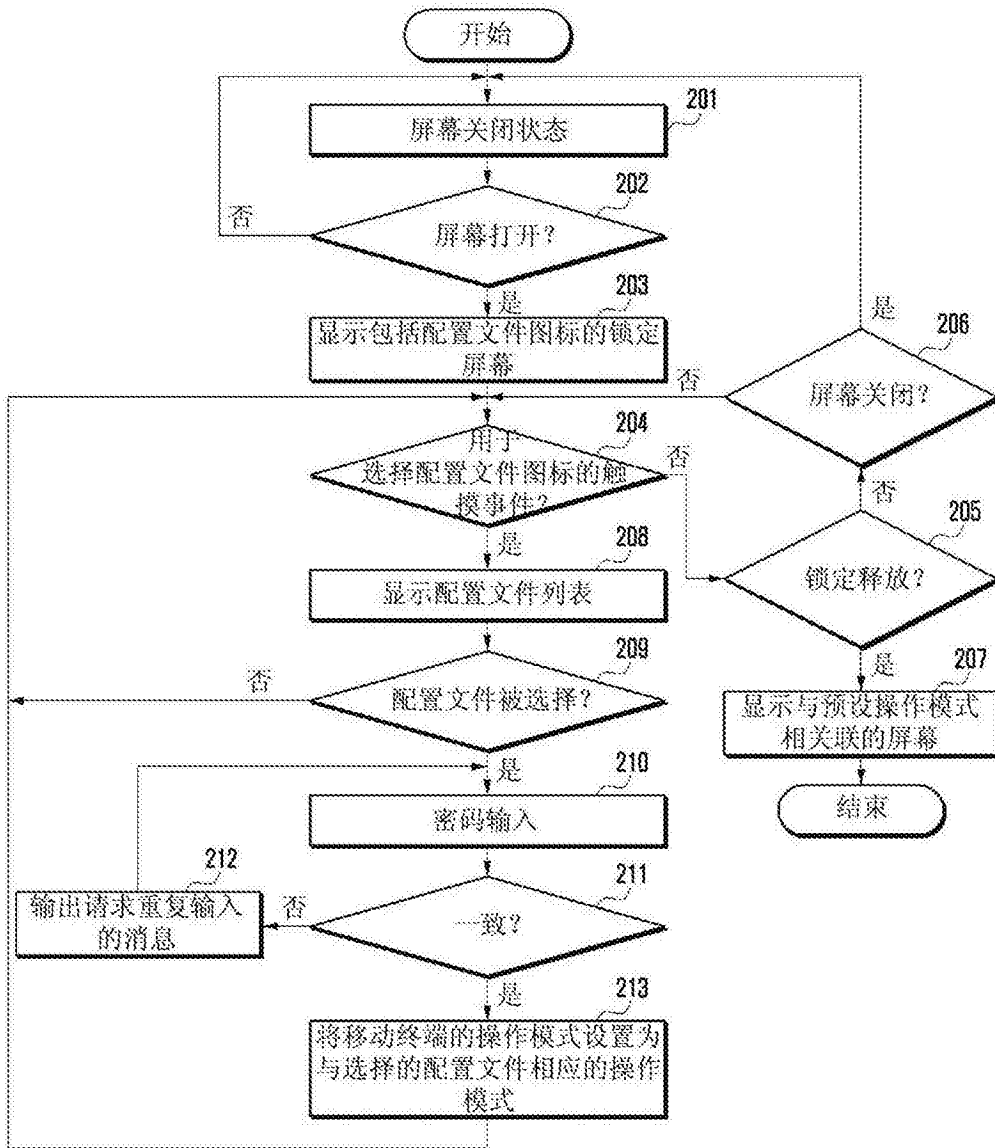 开始
屏幕关闭状态
201
202
屏幕打开?
否
是
203
显示包括配置文件图标的锁定
屏幕
204
用于
选择配置文件图标的触
摸事件?
否
是
205
锁定释放?
否
206
屏幕关闭?
是
否
是
207
显示与预设操作模式
相关联的屏幕
结束
208
显示配置文件列表
209
配置文件被选择?
否
是
210
密码输入
211
一致?
否
212
输出请求重复输入
的消息
是
213
将移动终端的操作模式设置为
与选择的配置文件相应的操作
模式